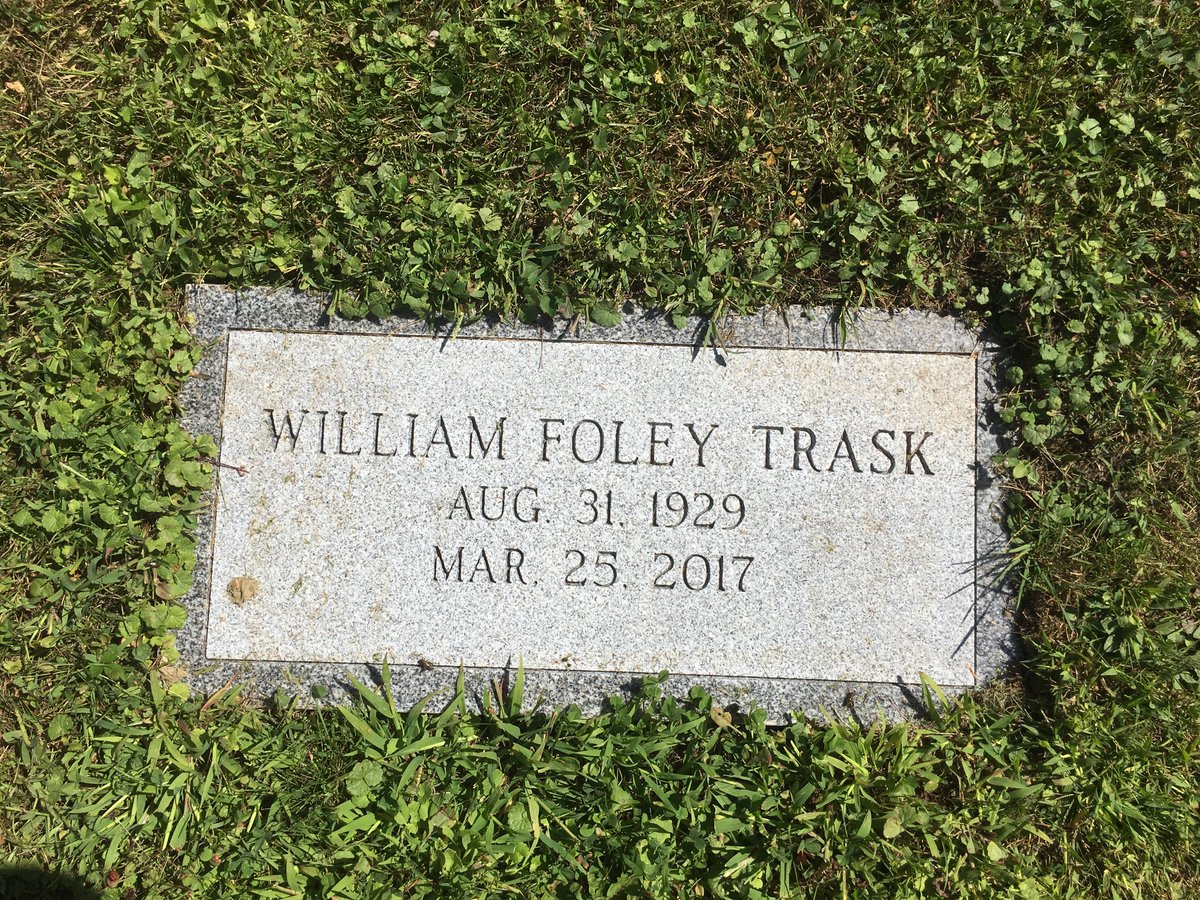 WILLIAM FOLEY TRASK
AUG. 31, 1929
MAR. 25, 2017